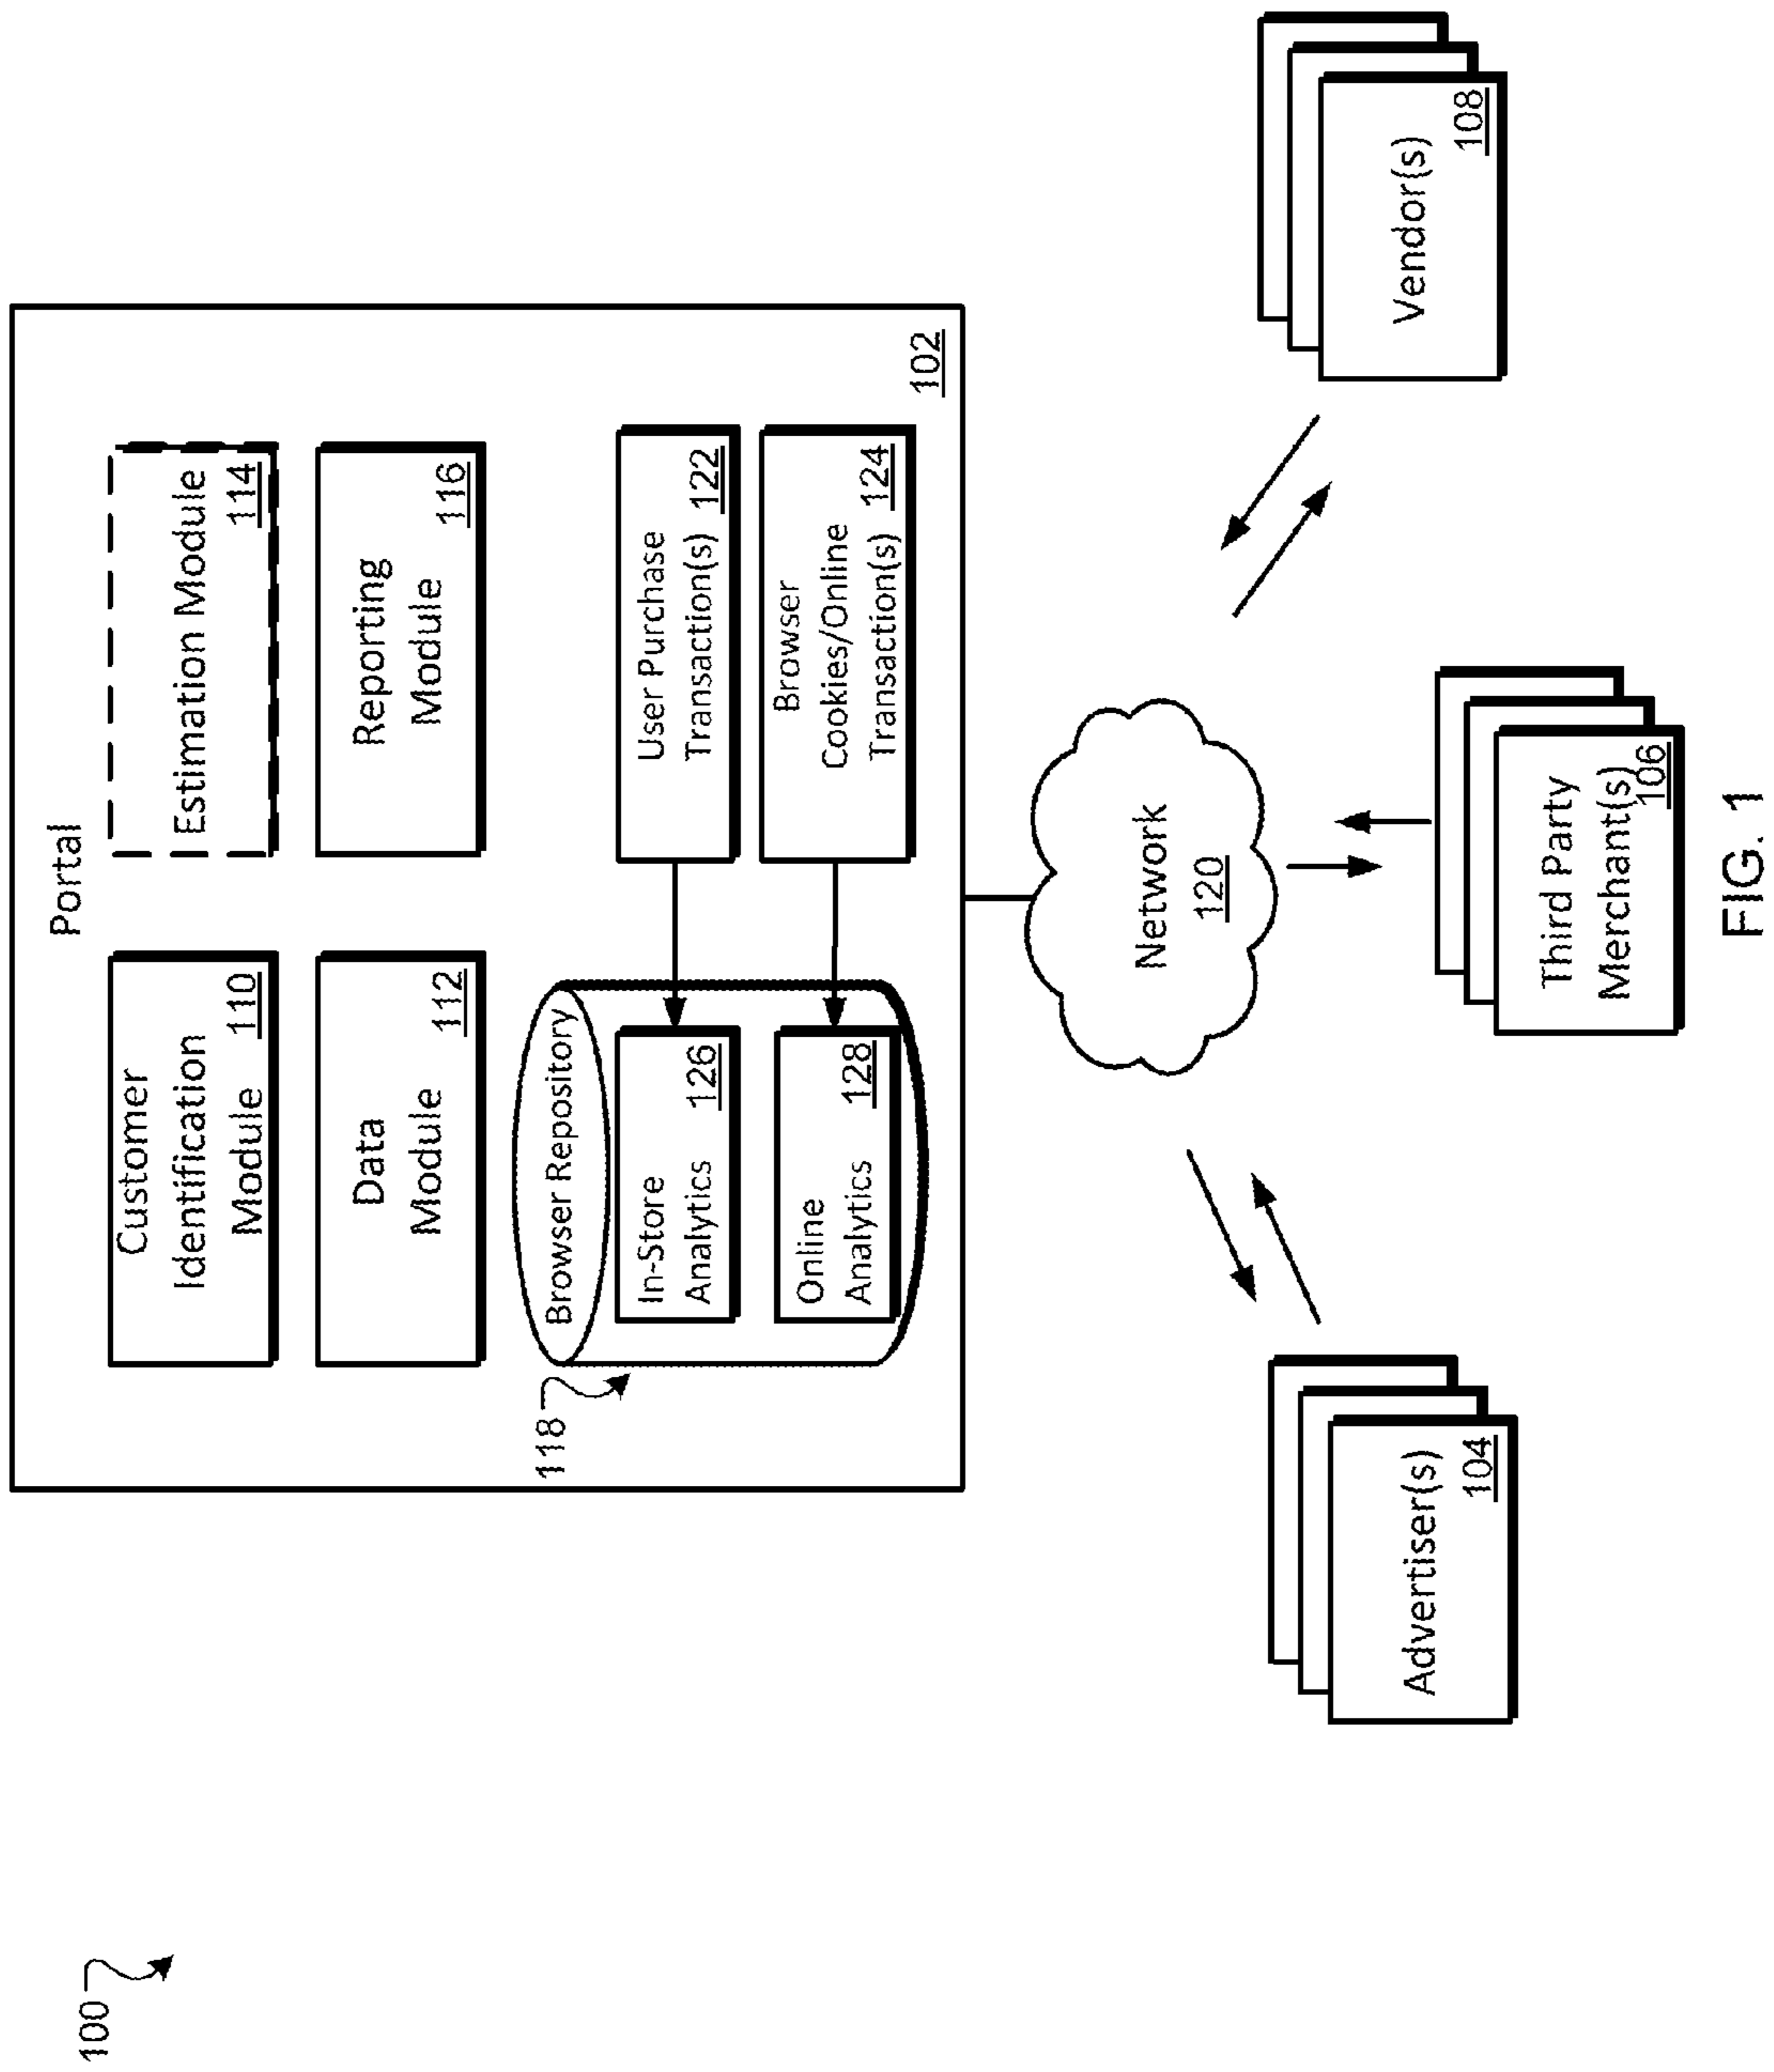 100
Portal
Customer
Identification
Module
110
Estimation Module
114
Data
Module
112
Reporting
Module
116
118
Browser Repository
In-Store
Analytics
126
User Purchase
Transaction(s)
122
Online
Analytics
128
Browser
Cookies/Online
Transaction(s)
124
102
Network
120
Advertiser(s)
104
Third Party
Merchant(s)
106
Vendor(s)
108
FIG. 1